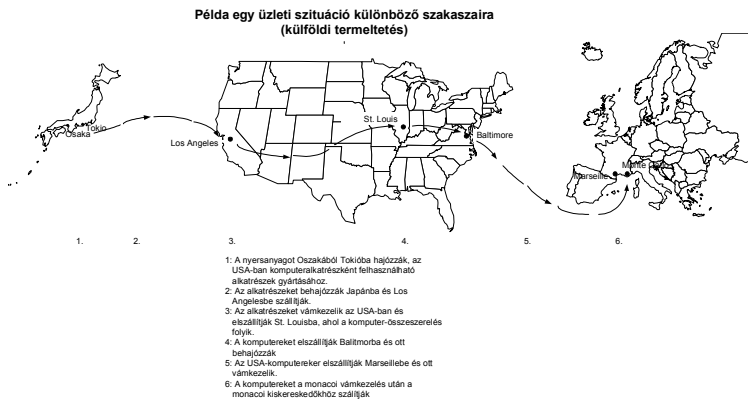 Példa egy üzleti szituáció különböző szakaszaira
(külföldi termeltetés)
Osaka
Tokio
Los Angeles
St. Louis
Baltimore
Marseille
Monte
1.
2.
3.
4.
5.
6.
1: A nyersanyagot Oszakából Tokióba hajózzák, az
USA-ban komputeralkatrészként felhasználható
alkatrészek gyártásához.
2: Az alkatrészeket behajózzák Japánba és Los
Angelesbe szállítják.
3: Az alkatrészeket vámkezelik az USA-ban és
elszállítják St. Louisba, ahol a komputer-összeszerelés
folyik.
4: A komputereket elszállítják Balitmorba és ott
behajózzák
5: Az USA-komputereker elszállítják Marseillebe és ott
vámkezelik.
6: A komputereket a monacoi vámkezelés után a
monacoi kiskereskedőkhöz szálítják